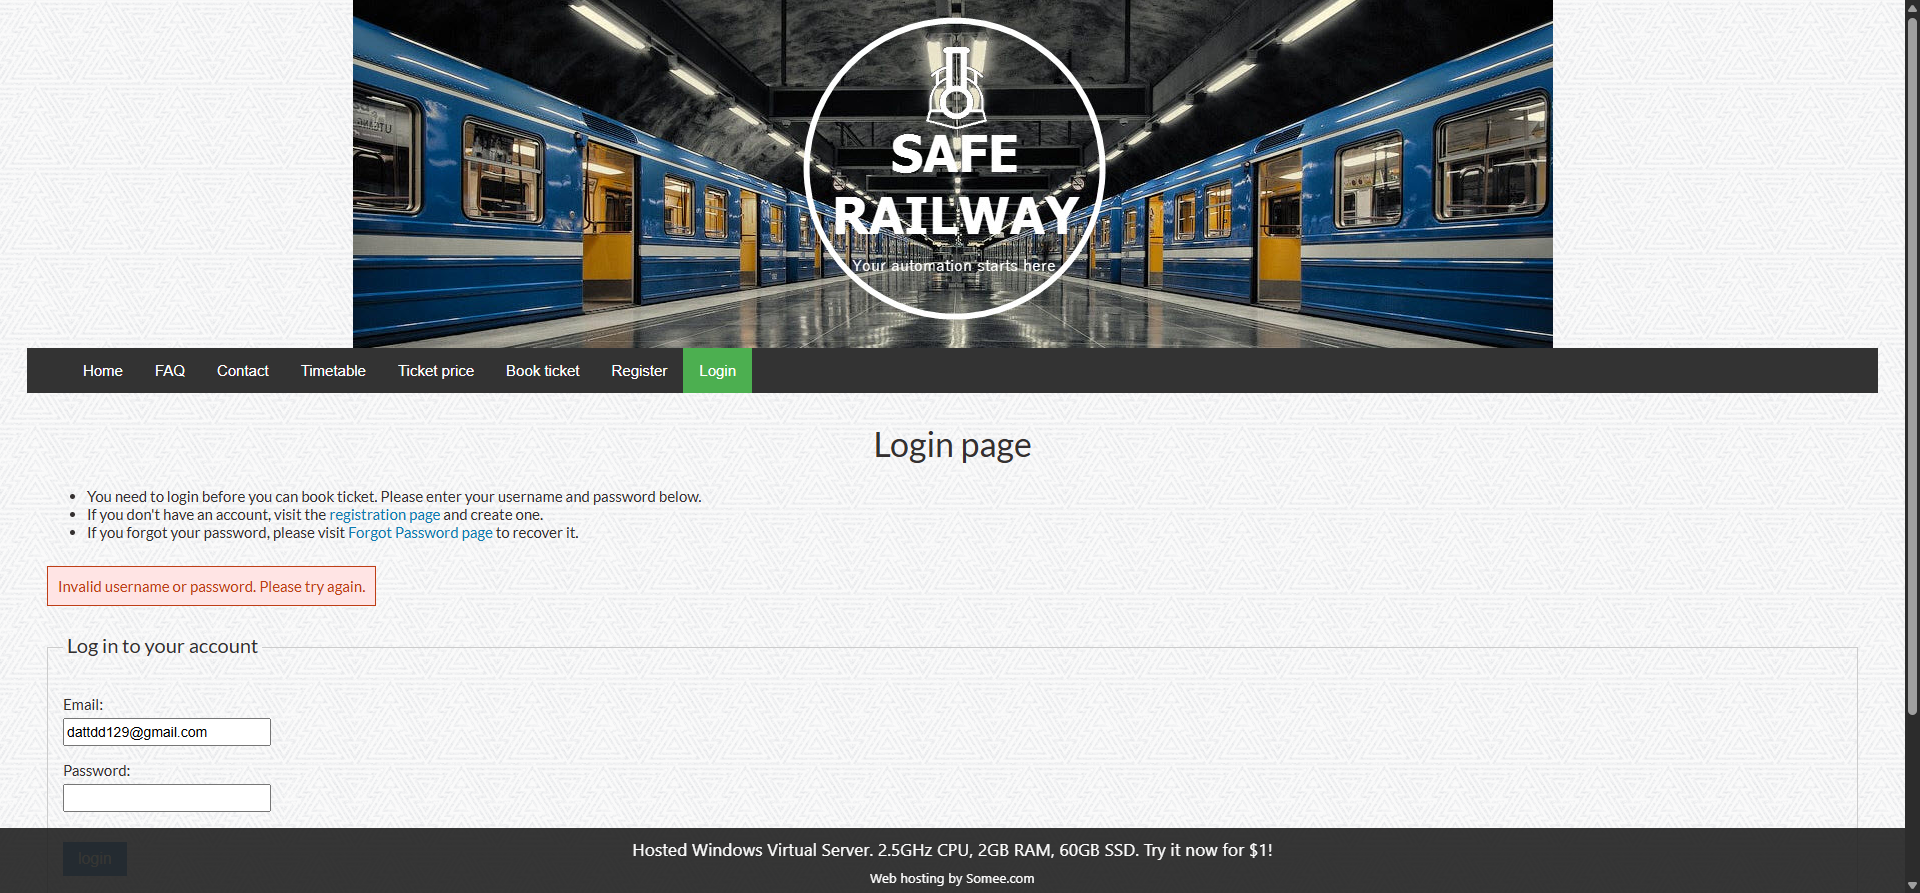 SAFE
RAILWAY
Your automation starts here
Home FAQ Contact Timetable Ticket price Book ticket Register Login
Login page
You need to login before you can book ticket. Please enter your username and password below.
If you don't have an account, visit the registration page and create one.
If you forgot your password, please visit Forgot Password page to recover it.
Invalid username or password. Please try again.
Log in to your account
Email:
dattdd129@gmail.com
Password:
login
Hosted Windows Virtual Server. 2.5GHz CPU, 2GB RAM, 60GB SSD. Try it now for $1!
Web hosting by Somee.com